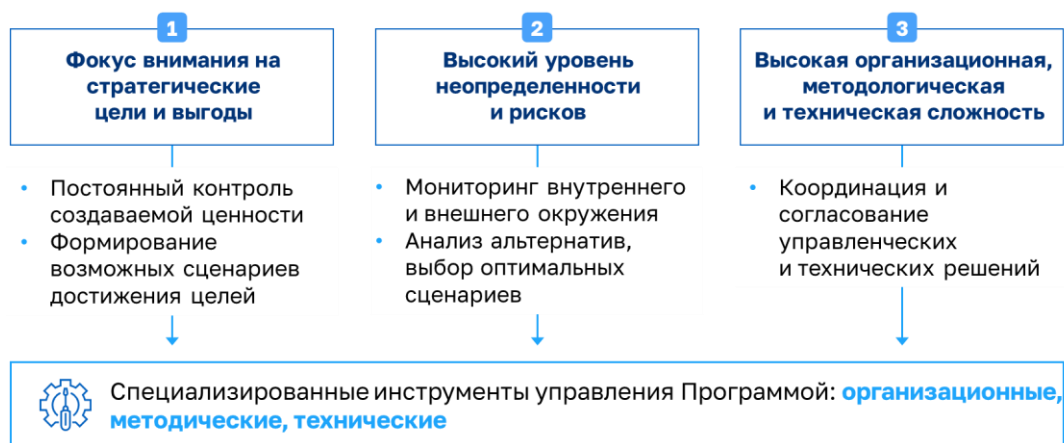 1
Фокус внимания на
стратегические
цели и выгоды
• Постоянный контроль
создаваемой ценности
• Формирование
возможных сценариев
достижения целей
2
Высокий уровень
неопределенности
и рисков
• Мониторинг внутреннего
и внешнего окружения
• Анализ альтернатив,
выбор оптимальных
сценариев
3
Высокая организационная,
методологическая
и техническая сложность
• Координация и
согласование
управленческих
и технических решений
Специализированные инструменты управления Программой: организационные,
методические, технические